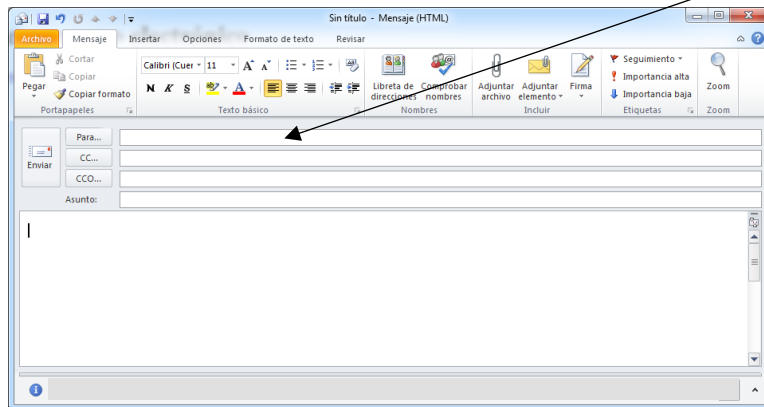 Sin título - Mensaje (HTML)
Archivo Mensaje Insertar Opciones Formato de texto Revisar
Pegar
Cortar
Copiar
Copiar formato
Portapapeles
Calibri (Cuer 11 A A
N K S A
Texto básico
Libreta de direcciones
Comprobar nombres
Nombres
Adjuntar archivo
Adjuntar elemento
Firma
Incluir
Seguimiento
Importancia alta
Importancia baja
Etiquetas
Zoom
Zoom
Enviar
Para...
CC...
CCO...
Asunto: